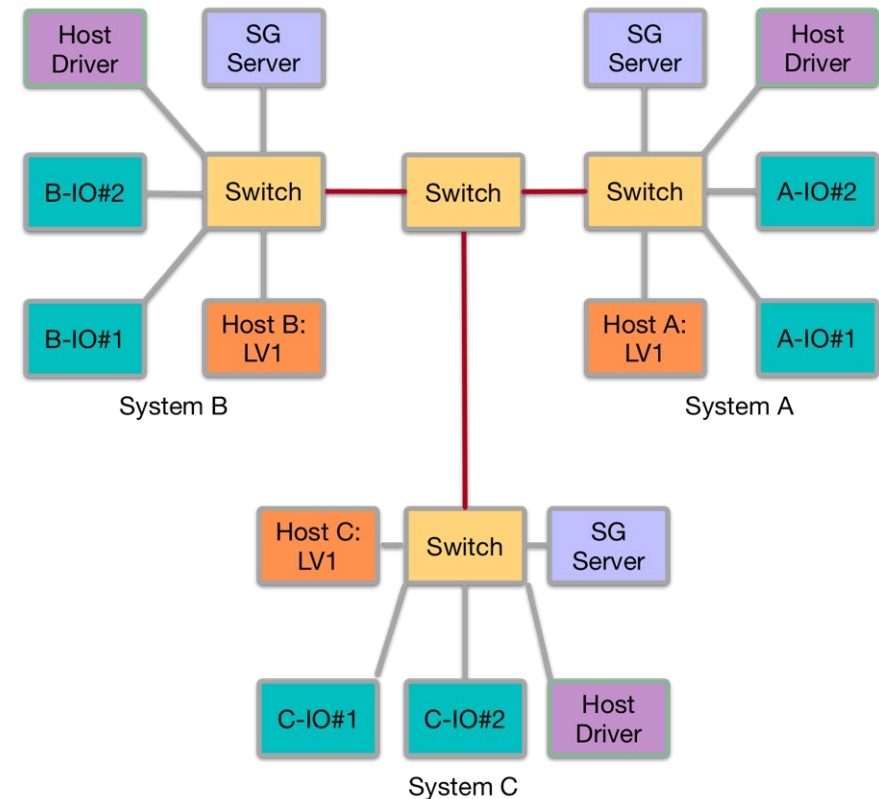 Host
Driver
SG
Server
SG
Server
Host
Driver
B-IO#2
Switch
Switch
Switch
A-IO#2
B-IO#1
Host B:
LV1
Host A:
LV1
A-IO#1
System B
System A
Host C:
LV1
Switch
SG
Server
C-IO#1
C-IO#2
Host
Driver
System C